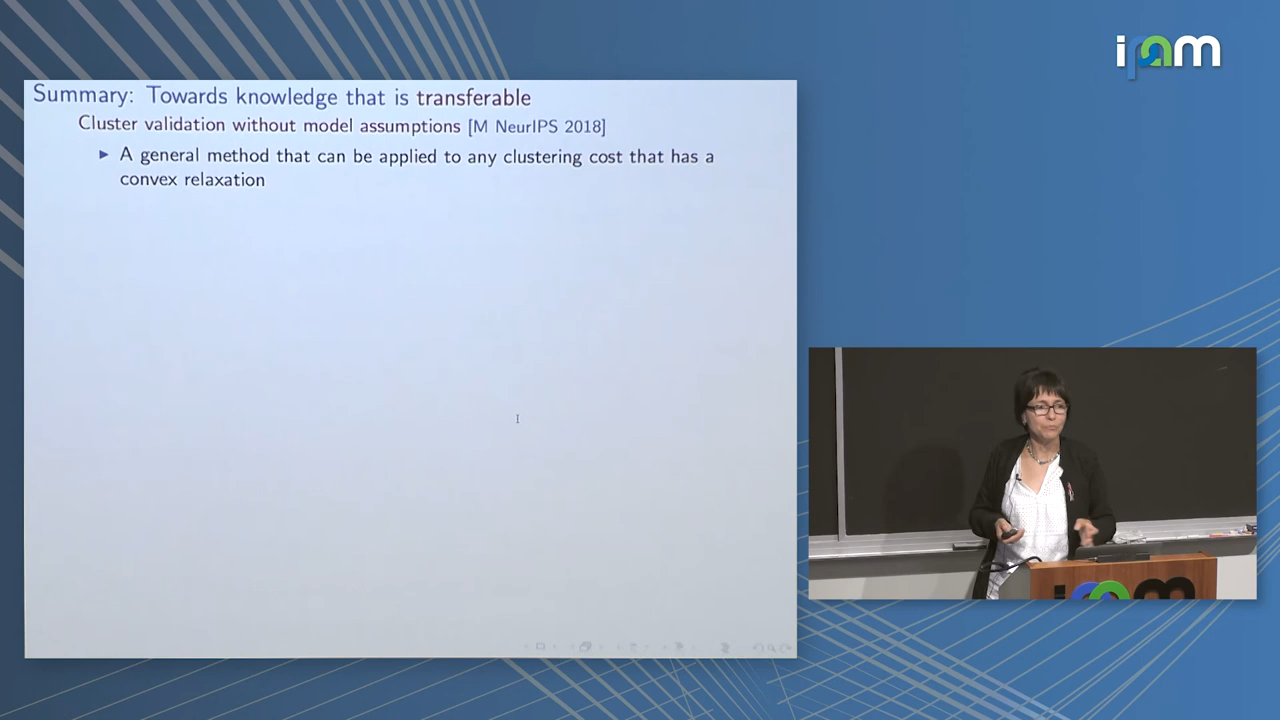 ipam
Summary: Towards knowledge that is transferable
Cluster validation without model assumptions [M NeurIPS 2018]
▶ A general method that can be applied to any clustering cost that has a
convex relaxation
ipam